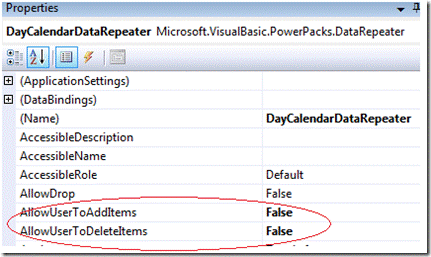 Properties
DayCalendarDataRepeater Microsoft.VisualBasic.PowerPacks.DataRepeater
(ApplicationSettings)
(DataBindings)
(Name) DayCalendarDataRepeater
AccessibleDescription
AccessibleName
AccessibleRole Default
AllowDrop False
AllowUserToAddItems False
AllowUserToDeleteItems False